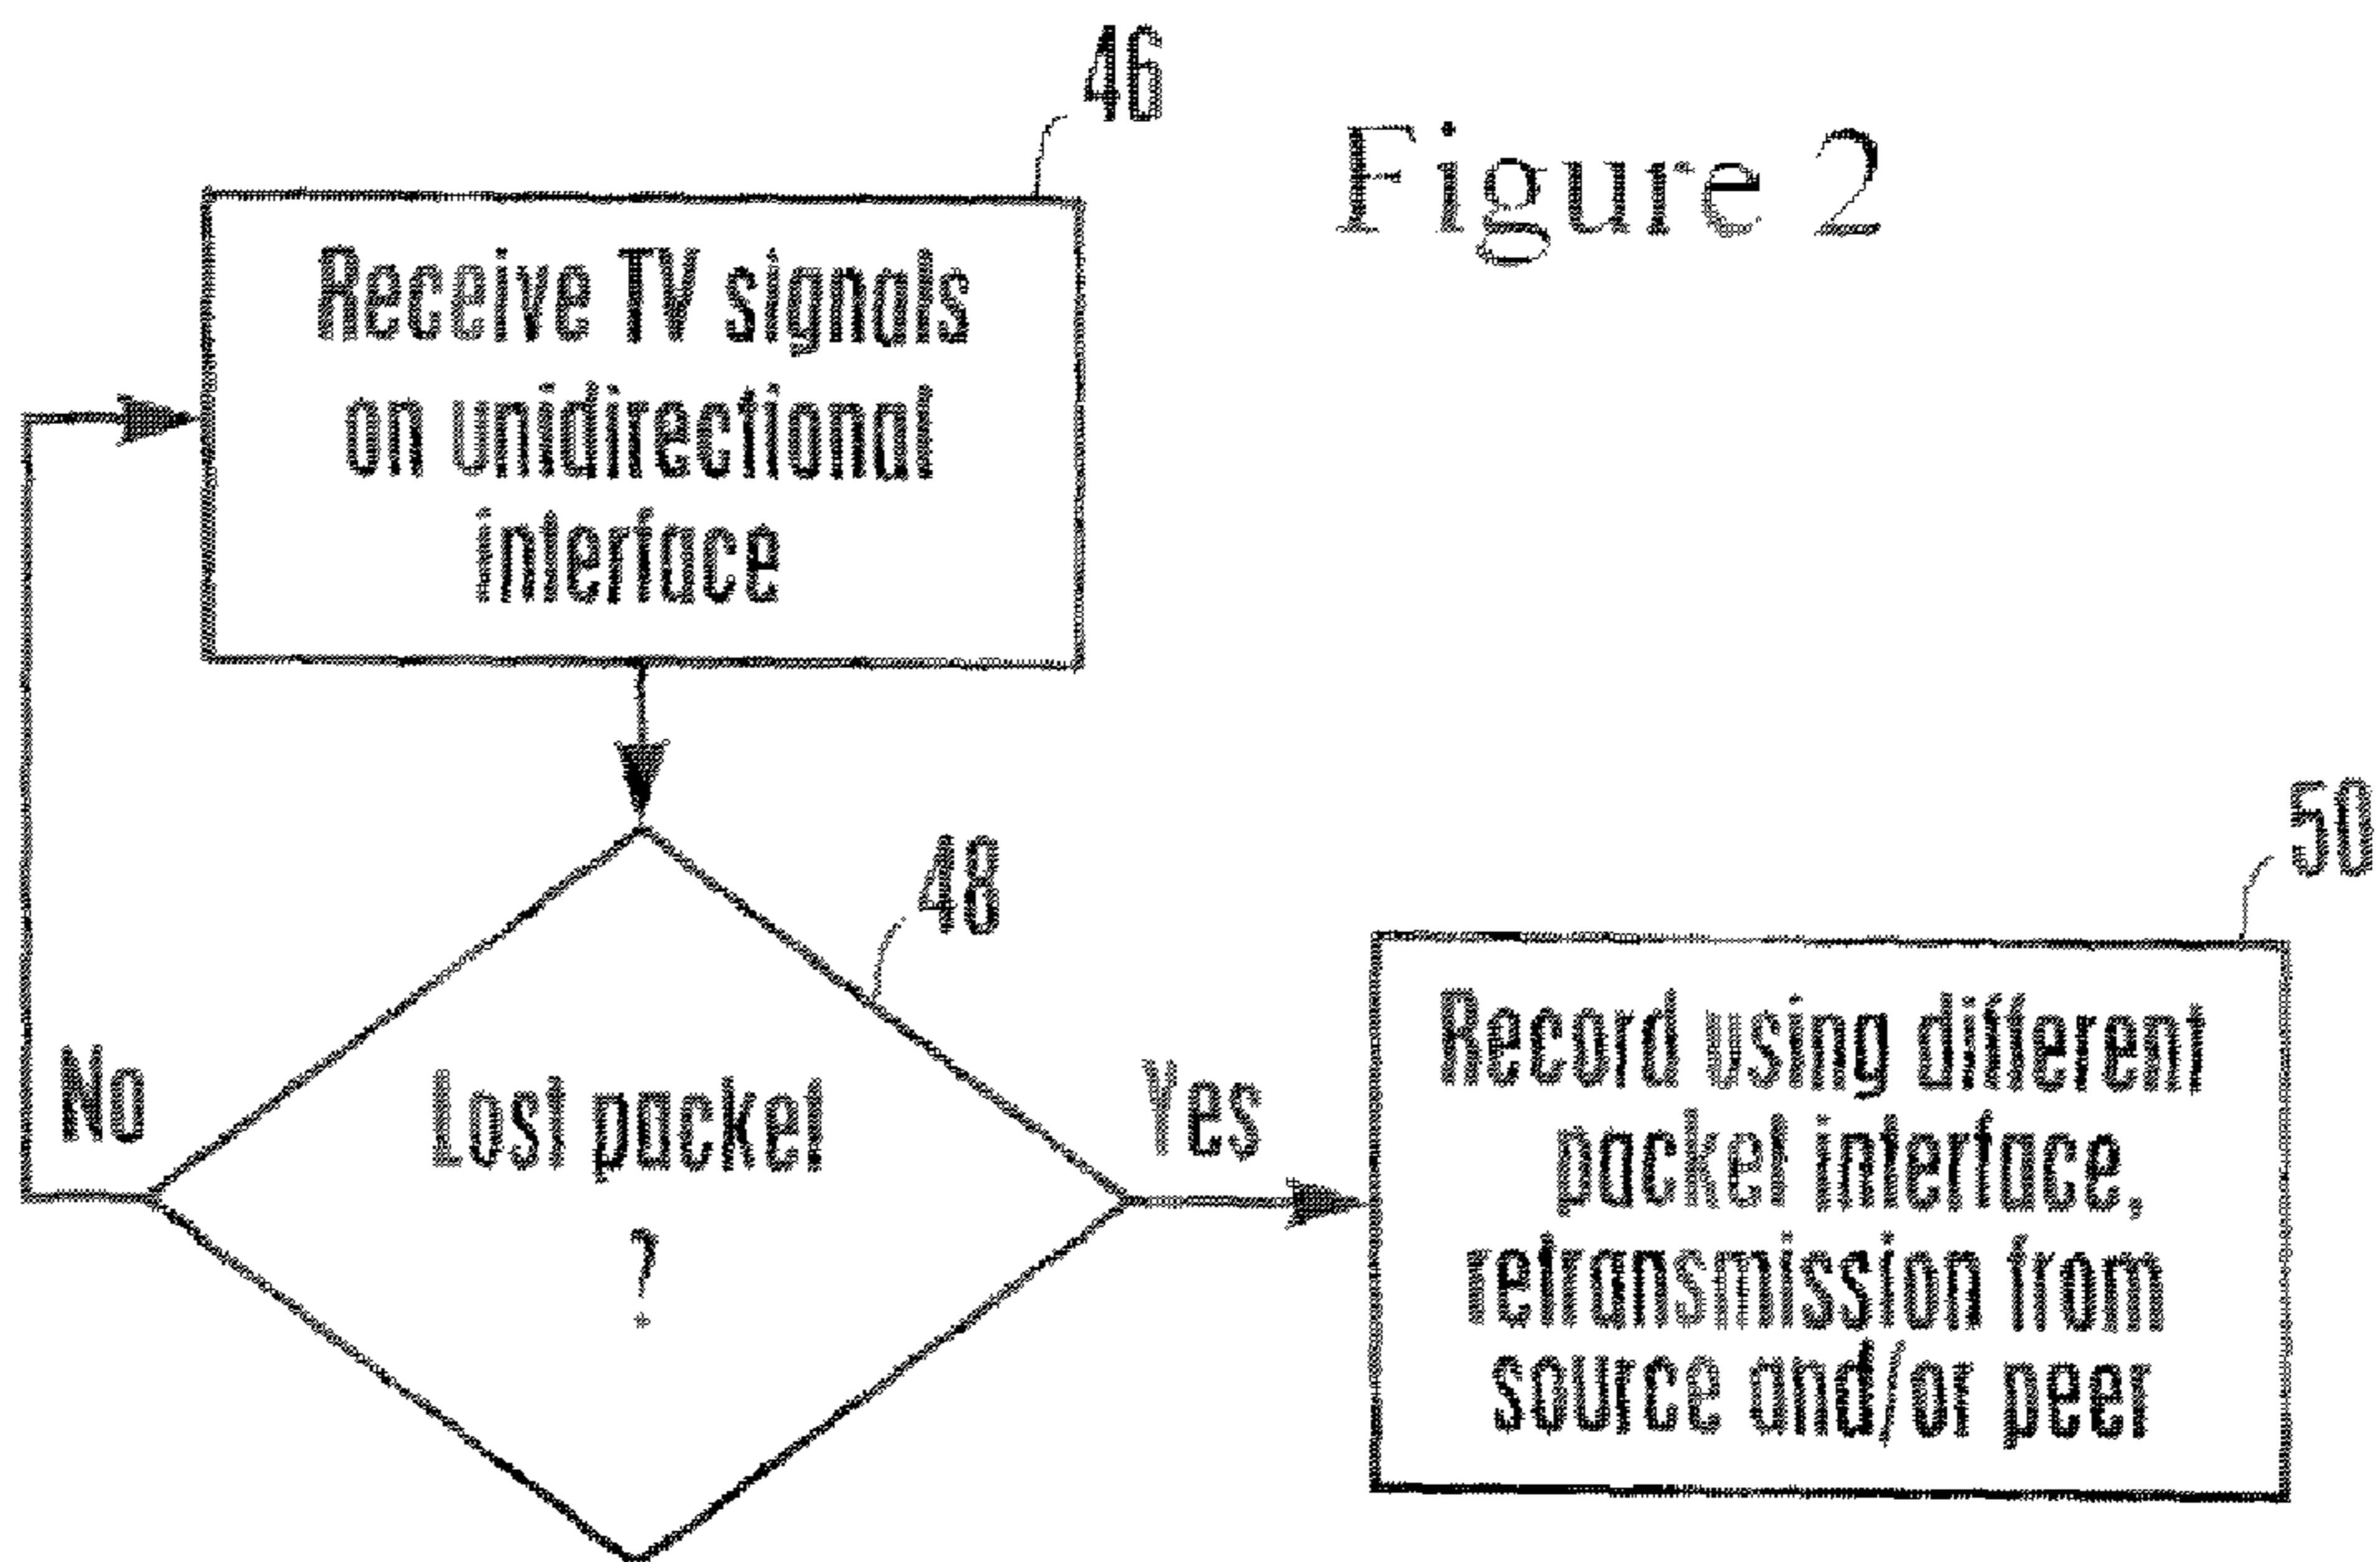 46
Figure 2
Receive TV signals
on unidirectional
interface
48
50
No
Lost packet
?
Yes
Record using different
packet interface,
retransmission from
source and/or peer